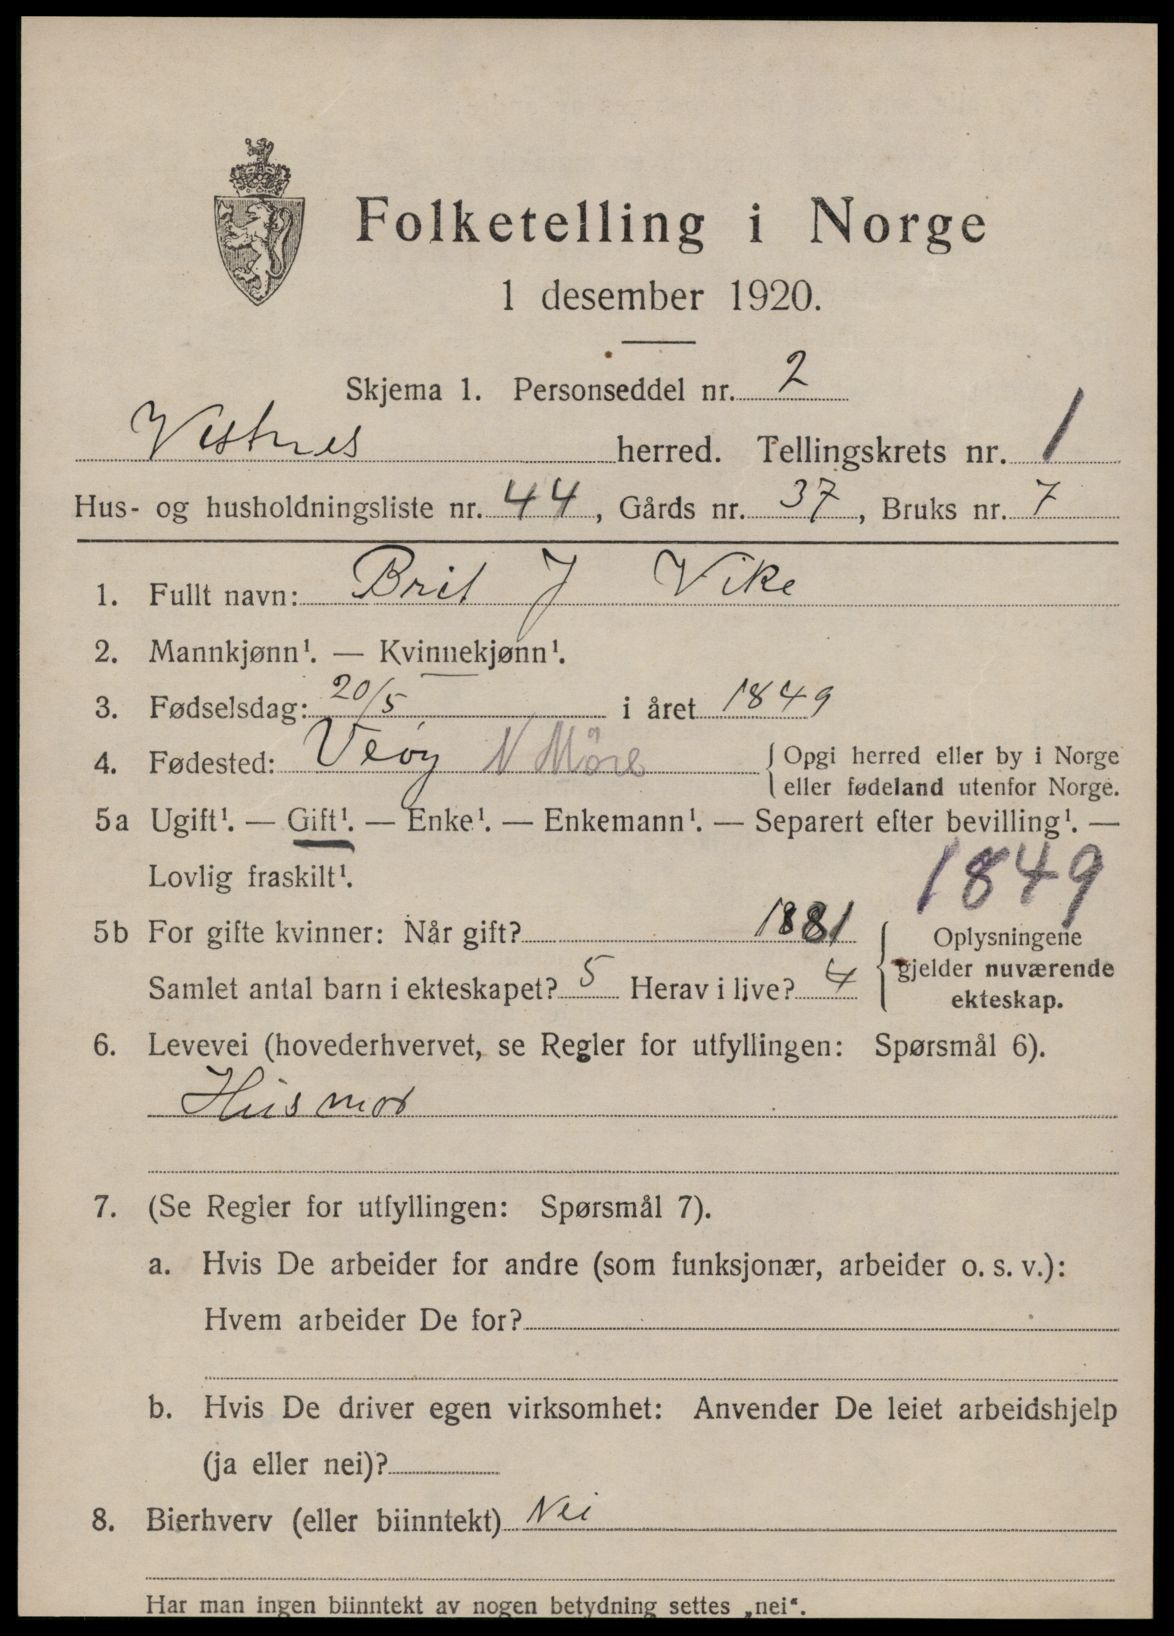 Folketelling i Norge
1 desember 1920.
Skjema 1. Personseddel nr. 2
Vestnes herred. Tellingskrets nr. 1
Hus- og husholdningsliste nr. 44, Gårds nr. 37, Bruks nr. 7
1. Fullt navn: Brit J Vike
2. Mannkjønn¹. — Kvinnekjønn¹.
3. Fødselsdag: 20/5 i året 1849
4. Fødested: Veøy N Möre { Opgi herred eller by i Norge
eller fødeland utenfor Norge.
5a Ugift¹. — Gift¹. — Enke¹. — Enkemann¹. — Separert efter bevilling¹. —
Lovlig fraskilt¹.
1849
5b For gifte kvinner: Når gift? 1881 { Oplysningene
gjelder nuværende
ekteskap.
Samlet antal barn i ekteskapet? 5 Herav i live? 4
6. Levevei (hovederhvervet, se Regler for utfyllingen: Spørsmål 6).
Husmor
7. (Se Regler for utfyllingen: Spørsmål 7).
a. Hvis De arbeider for andre (som funksjonær, arbeider o. s. v.):
Hvem arbeider De for?
b. Hvis De driver egen virksomhet: Anvender De leiet arbeidshjelp
(ja eller nei)?
8. Bierhverv (eller biinntekt) Nei
Har man ingen biinntekt av nogen betydning settes „nei“.